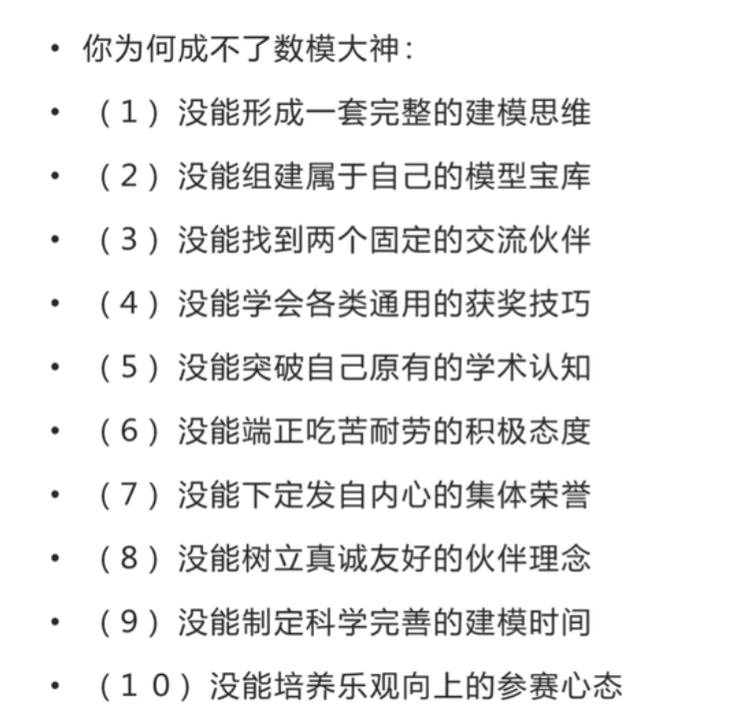 • 你为何成不了数模大神：
• （1）没能形成一套完整的建模思维
• （2）没能组建属于自己的模型宝库
• （3）没能找到两个固定的交流伙伴
• （4）没能学会各类通用的获奖技巧
• （5）没能突破自己原有的学术认知
• （6）没能端正吃苦耐劳的积极态度
• （7）没能下定发自内心的集体荣誉
• （8）没能树立真诚友好的伙伴理念
• （9）没能制定科学完善的建模时间
• （1 0）没能培养乐观向上的参赛心态